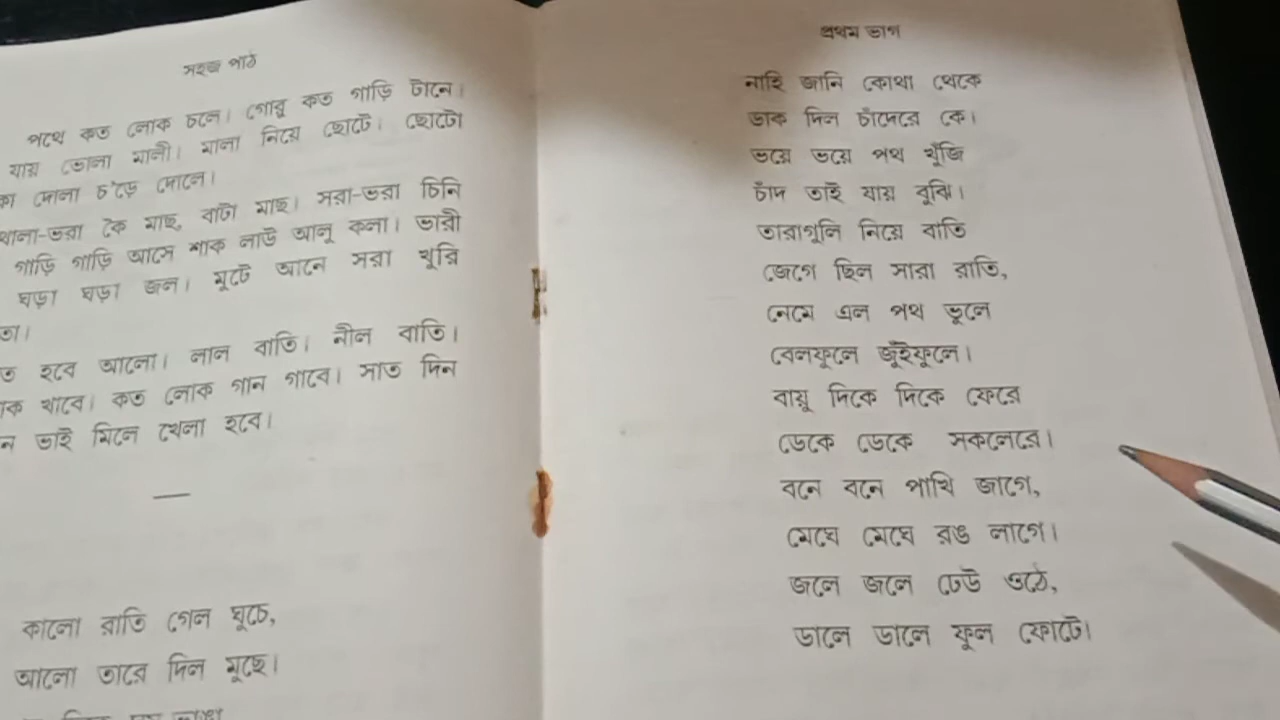 সহজ পাঠ
পথে কত লোক চলে। গোরু কত গাড়ি টানে।
যায় ভোলা মালী। মালা নিয়ে ছোটে। ছোটো
দোলা চ'ড়ে দোলে।
থালা-ভরা কৈ মাছ, বাটা মাছ। সরা-ভরা চিনি
গাড়ি গাড়ি আসে শাক লাউ আলু কলা। ভারী
ঘড়া ঘড়া জল। মুটে আনে সরা খুরি
হবে আলো। লাল বাতি। নীল বাতি।
খাবে। কত লোক গান গাবে। সাত দিন
ভাই মিলে খেলা হবে।
কালো রাতি গেল ঘুচে,
আলো তারে দিল মুছে।
প্রথম ভাগ
নাহি জানি কোথা থেকে
ডাক দিল চাঁদেরে কে।
ভয়ে ভয়ে পথ খুঁজি
চাঁদ তাই যায় বুঝি।
তারাগুলি নিয়ে বাতি
জেগে ছিল সারা রাতি,
নেমে এল পথ ভুলে
বেলফুলে জুঁইফুলে।
বায়ু দিকে দিকে ফেরে
ডেকে ডেকে সকলেরে।
বনে বনে পাখি জাগে,
মেঘে মেঘে রঙ লাগে।
জলে জলে ঢেউ ওঠে,
ডালে ডালে ফুল ফোটে।